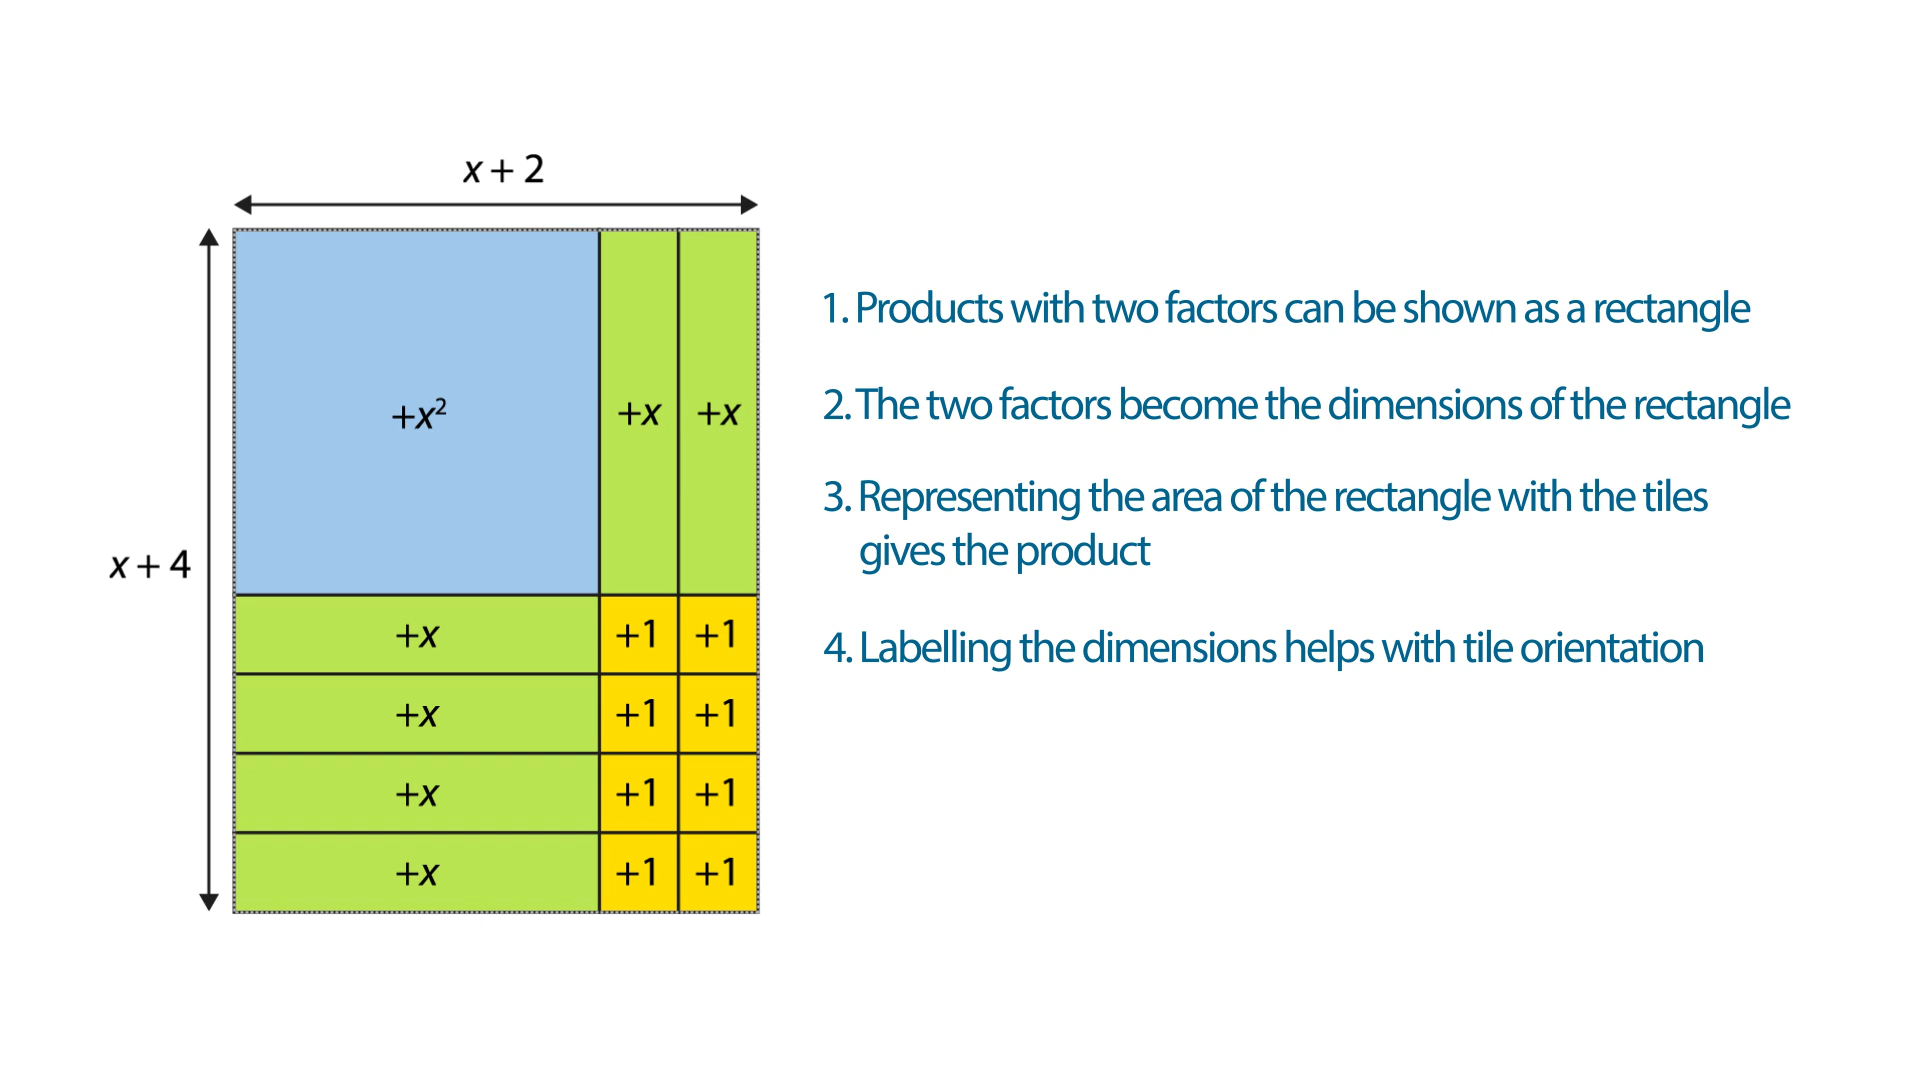 x + 2
x + 4
+x² +x +x
+x +1 +1
+x +1 +1
+x +1 +1
+x +1 +1
1. Products with two factors can be shown as a rectangle
2. The two factors become the dimensions of the rectangle
3. Representing the area of the rectangle with the tiles
gives the product
4. Labelling the dimensions helps with tile orientation